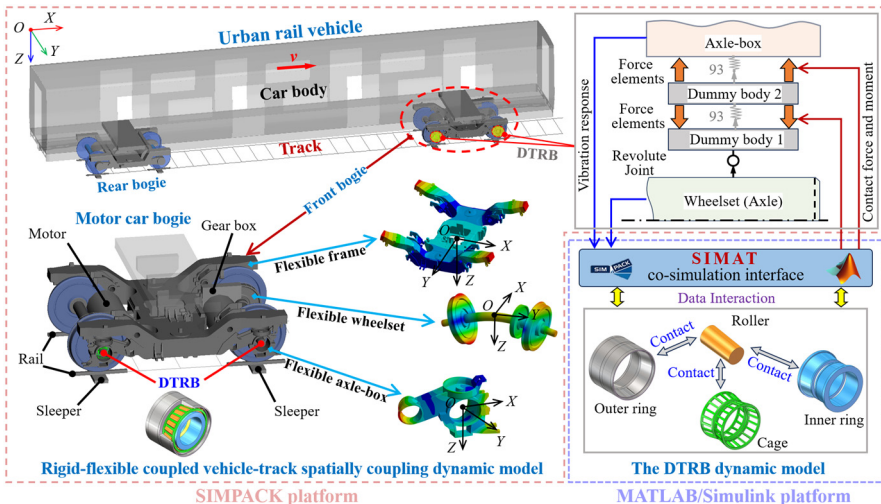 O
X
Y
Z
Urban rail vehicle
v
Car body
Track
DTRB
Rear bogie
Front bogie
Motor car bogie
Gear box
Motor
Flexible frame
O
X
Y
Z
Flexible wheelset
O
X
Y
Z
Flexible axle-box
O
X
Y
Z
Rail
DTRB
Sleeper
Sleeper
Rigid-flexible coupled vehicle-track spatially coupling dynamic model
SIMPACK platform
Vibration response
Axle-box
Force
elements
93
Dummy body 2
Force
elements
93
Dummy body 1
Revolute
Joint
Wheelset (Axle)
Contact force and moment
SIMPACK
SIMAT
co-simulation interface
Data Interaction
Roller
Contact
Contact
Contact
Outer ring
Inner ring
Cage
The DTRB dynamic model
MATLAB/Simulink platform